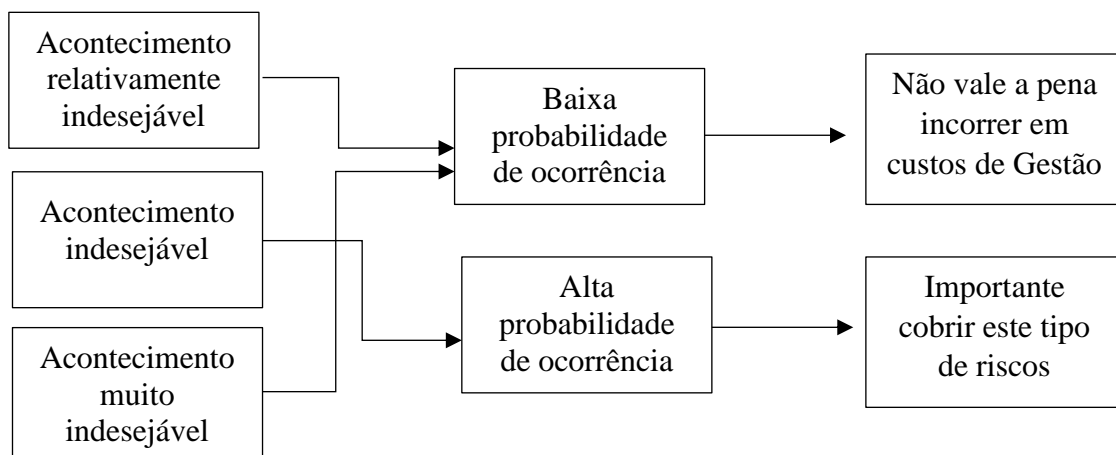 Acontecimento
relativamente
indesejável
Acontecimento
indesejável
Acontecimento
muito
indesejável
Baixa
probabilidade
de ocorrência
Alta
probabilidade
de ocorrência
Não vale a pena
incorrer em
custos de Gestão
Importante
cobrir este tipo
de riscos